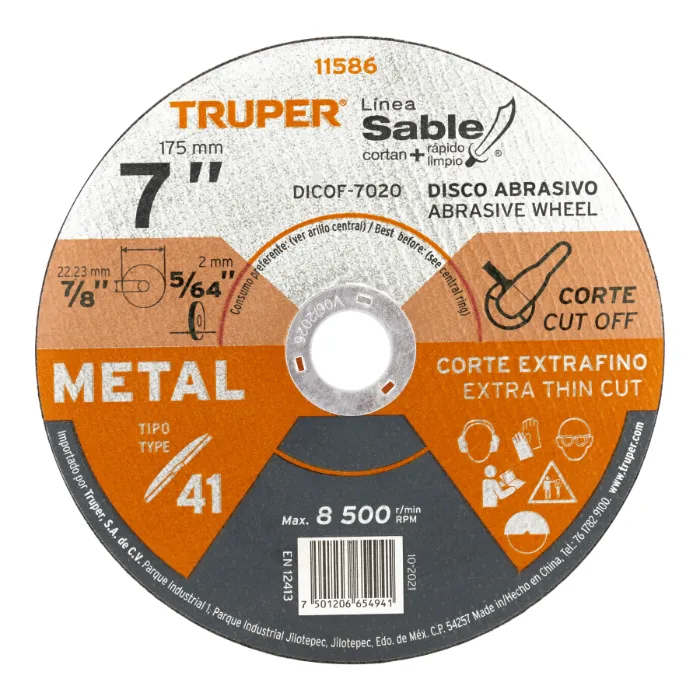 11586
TRUPER®
Línea
Sable®
cortan + rápido
limpio
175 mm
7"
DICOF-7020
DISCO ABRASIVO
ABRASIVE WHEEL
Consumo preferente: (ver arillo central) / Best before: (see central ring)
22.23 mm
7/8"
2 mm
5/64"
V06/2026
CORTE
CUT OFF
METAL
CORTE EXTRAFINO
EXTRA THIN CUT
TIPO
TYPE
41
Max. 8 500 r/min
RPM
EN 12413
10-2021
7 501206 654941
Importado por: Truper, S.A. de C.V. Parque Industrial 1, Parque Industrial Jilotepec, Jilotepec, Edo. de Méx. C.P. 54257 Made in/Hecho en China, Tel.: 76 1782 9100. www.truper.com